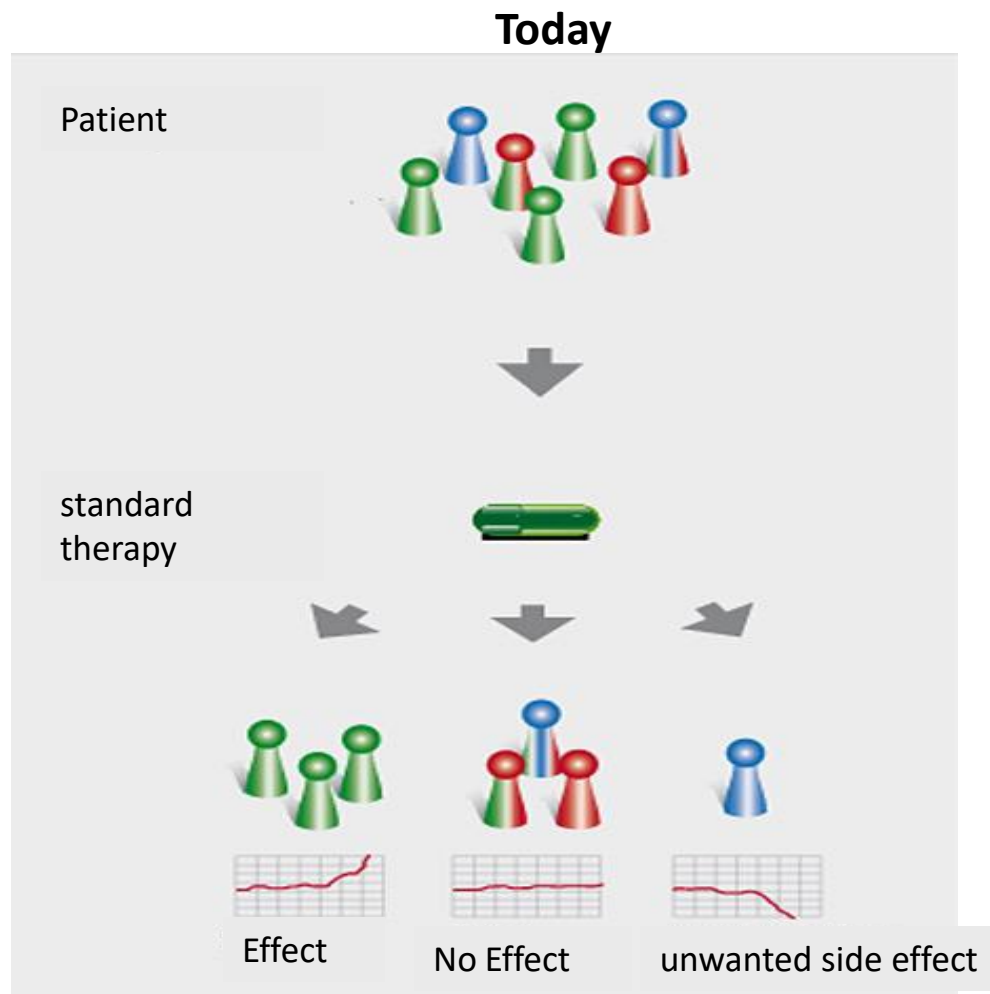 Today
Patient
standard
therapy
Effect
No Effect
unwanted side effect